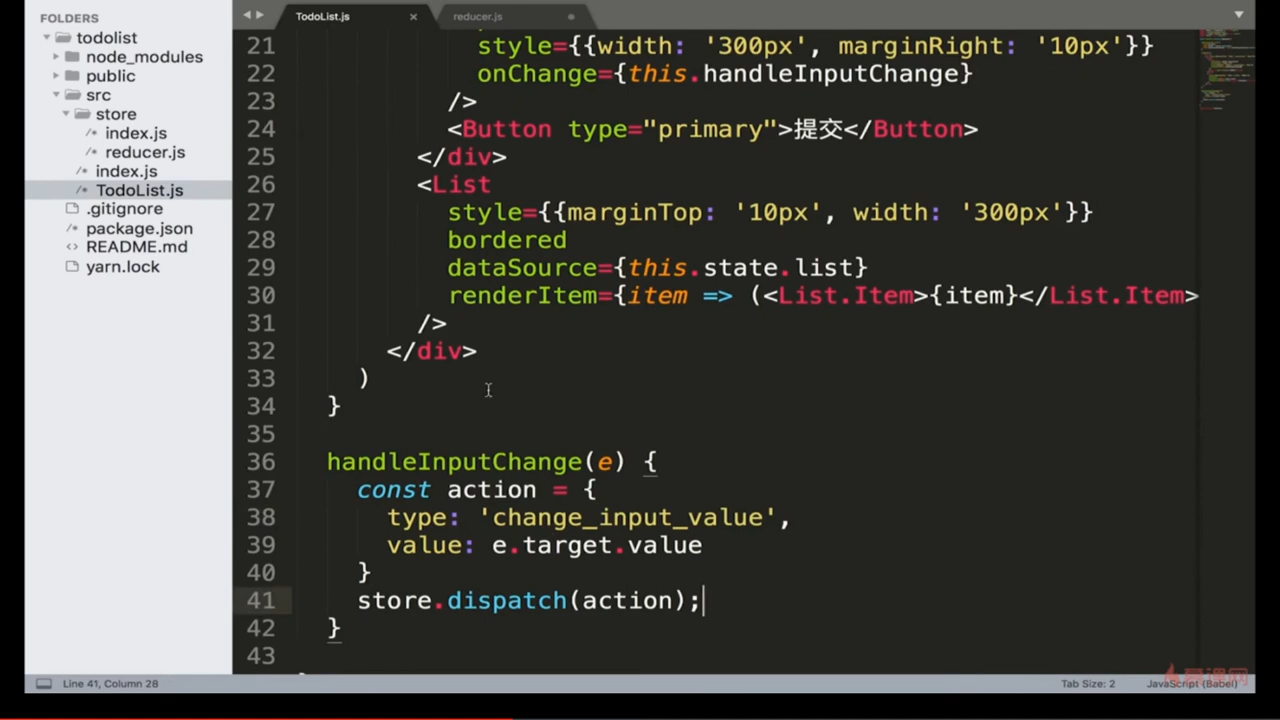 FOLDERS
todolist
node_modules
public
src
store
index.js
reducer.js
index.js
TodoList.js
.gitignore
package.json
README.md
yarn.lock
TodoList.js
reducer.js
21 style={{width: '300px', marginRight: '10px'}}
22 onChange={this.handleInputChange}
23 />
24 <Button type="primary">提交</Button>
25 </div>
26 <List
27 style={{marginTop: '10px', width: '300px'}}
28 bordered
29 dataSource={this.state.list}
30 renderItem={item => (<List.Item>{item}</List.Item>
31 />
32 </div>
33 )
34 }
35
36 handleInputChange(e) {
37 const action = {
38 type: 'change_input_value',
39 value: e.target.value
40 }
41 store.dispatch(action);
42 }
43
Line 41, Column 28
Tab Size: 2
JavaScript (Babel)
慕课网